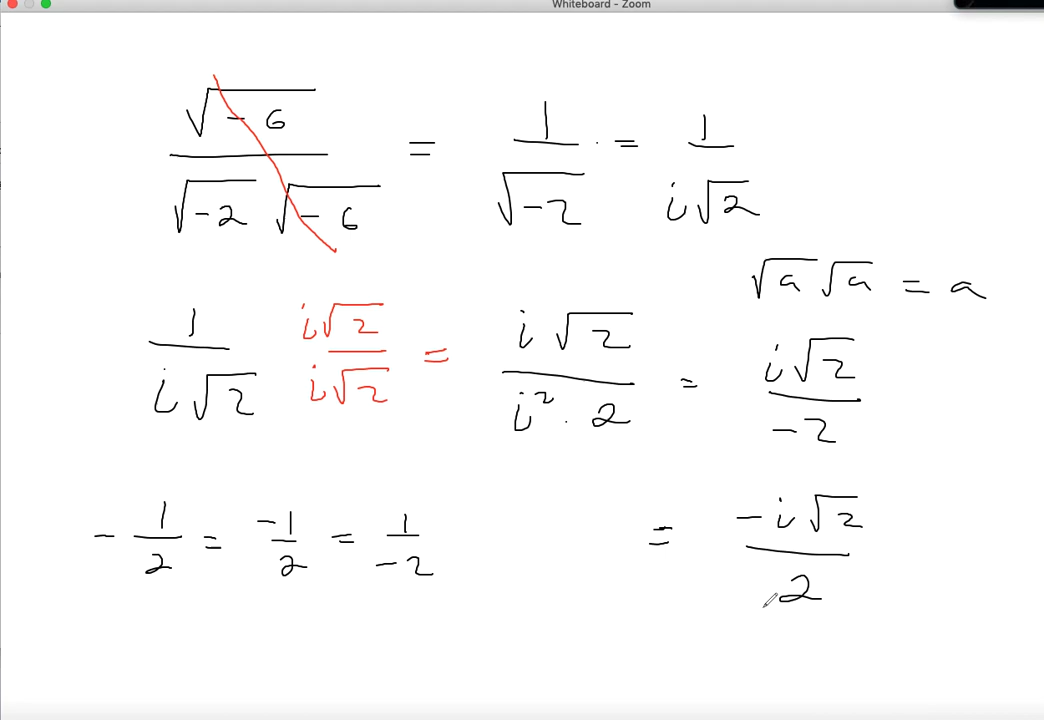 Whiteboard - Zoom
√-6 / (√-2 √-6) = 1 / √-2 · = 1 / (i√2)
√a √a = a
1 / (i√2) i√2 / (i√2) = i√2 / (i² · 2) = i√2 / -2
- 1/2 = -1/2 = 1/-2
= -i√2 / 2